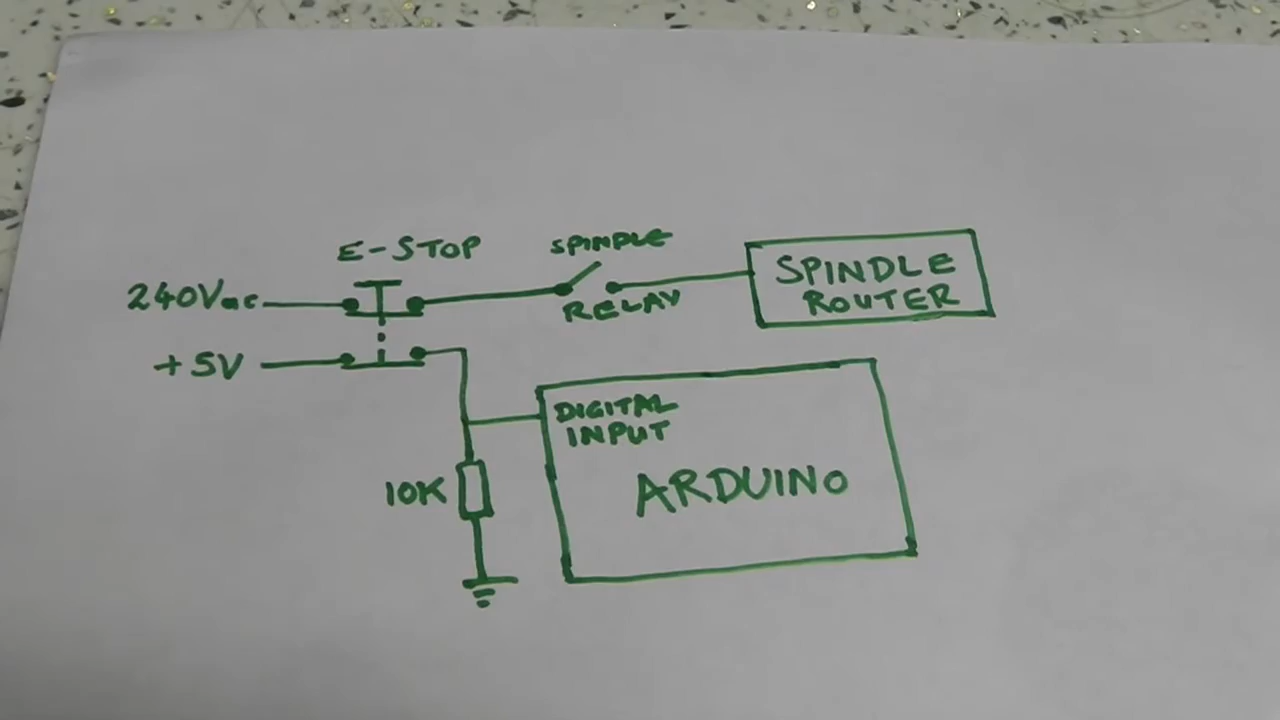 E-STOP
SPINDLE
240Vac
RELAY
SPINDLE
ROUTER
+5V
DIGITAL
INPUT
10K
ARDUINO